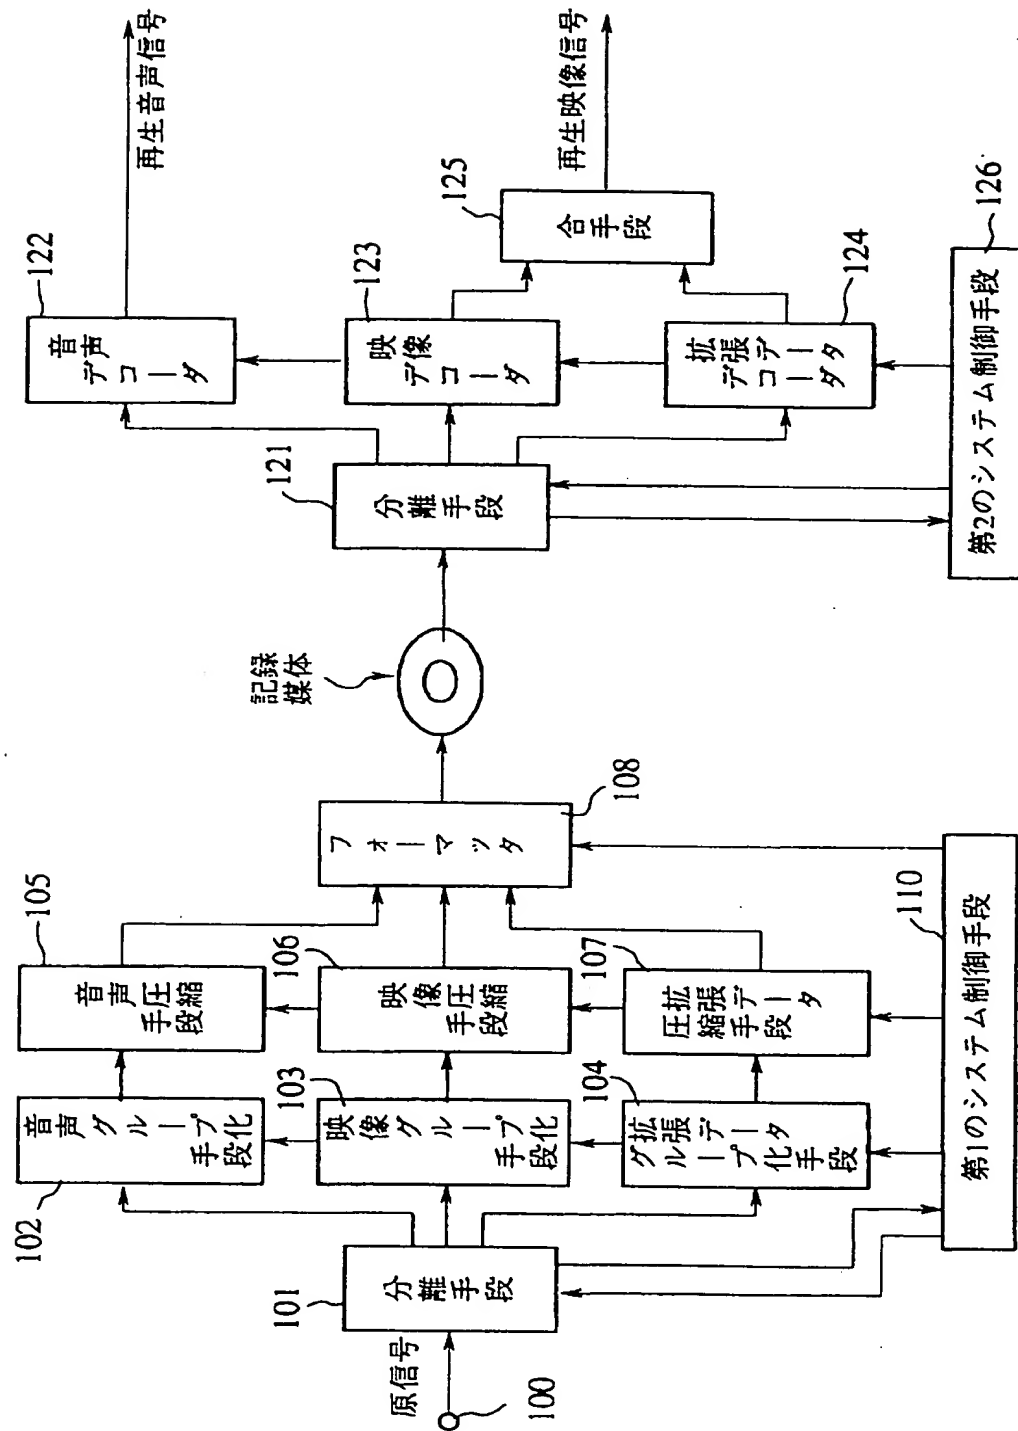 原信号
100
101
分離手段
102
音声グループ化
手段
103
映像グループ化
手段
104
拡張データ
グループ化手段
105
音声圧縮
手段
106
映像圧縮
手段
107
拡張データ
圧縮手段
108
フォーマッタ
110
第1のシステム制御手段
記録
媒体
121
分離手段
122
音声
デコーダ
123
映像
デコーダ
124
拡張データ
デコーダ
125
合手段
126
第2のシステム制御手段
再生音声信号
再生映像信号